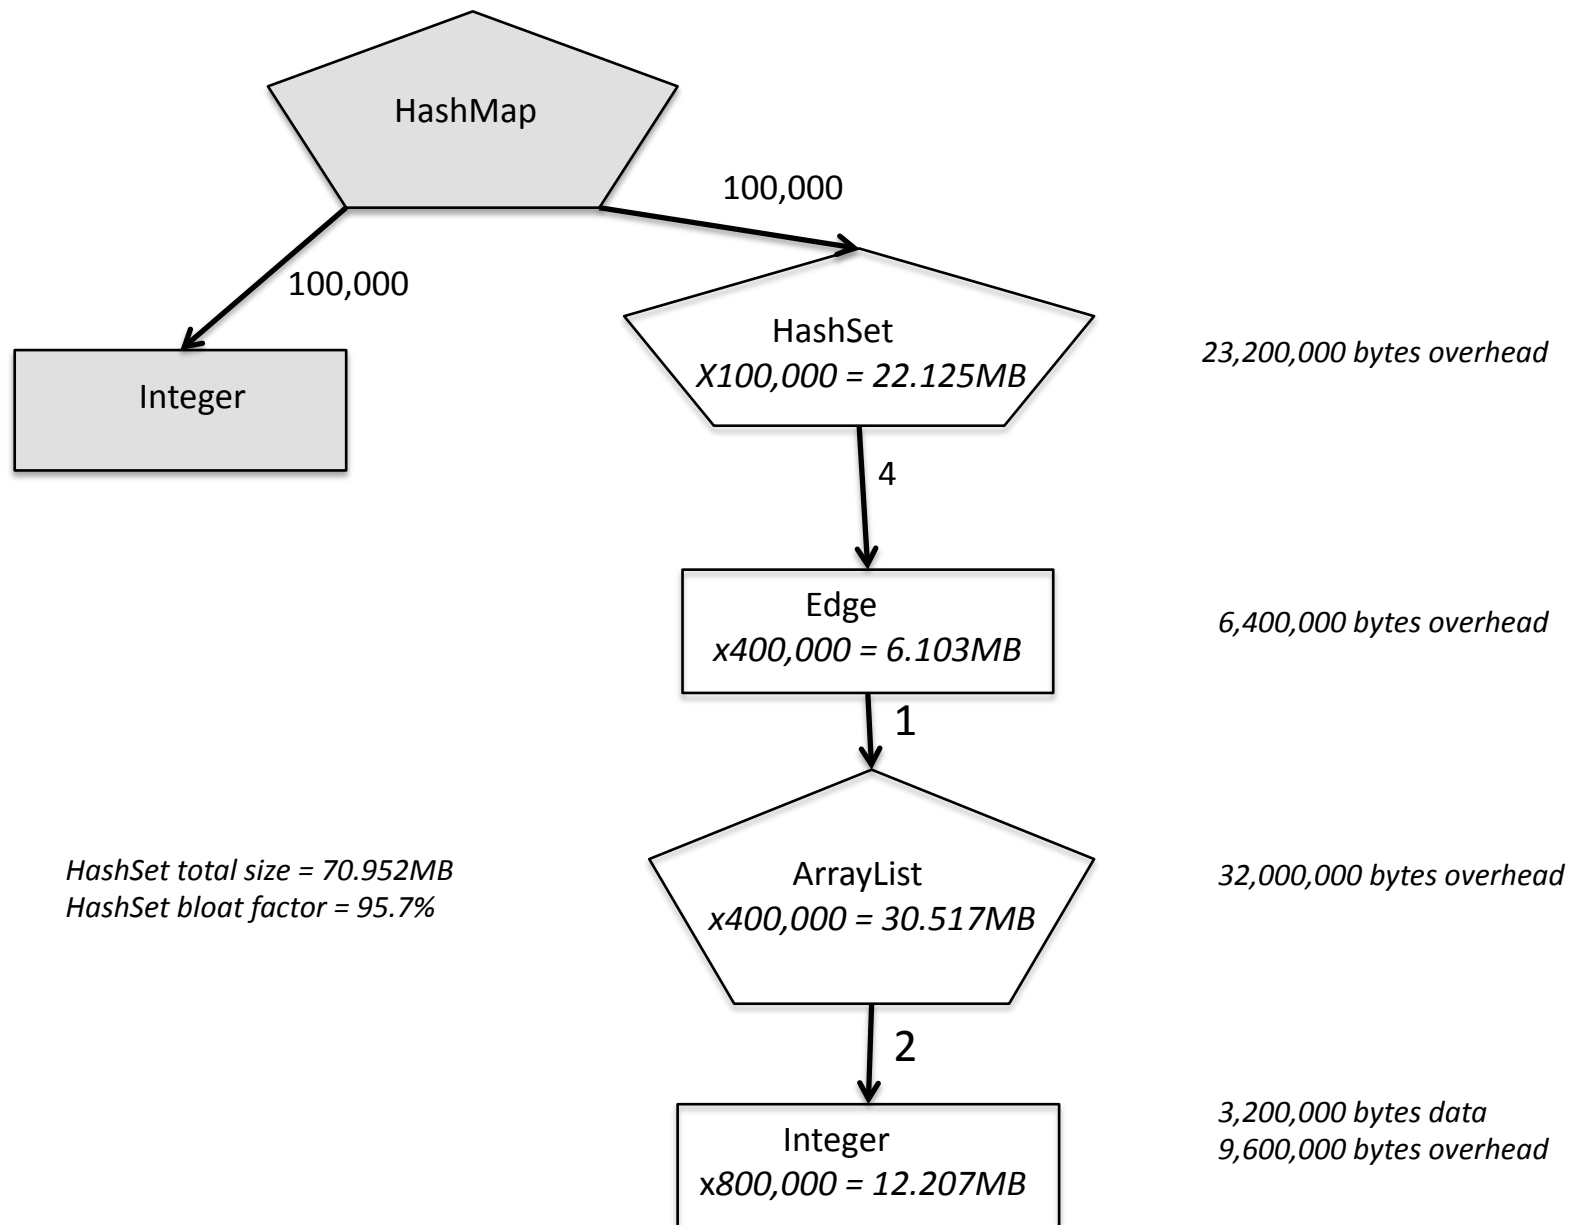 HashMap
100,000
100,000
Integer
HashSet
X100,000 = 22.125MB
23,200,000 bytes overhead
4
Edge
x400,000 = 6.103MB
6,400,000 bytes overhead
1
HashSet total size = 70.952MB
HashSet bloat factor = 95.7%
ArrayList
x400,000 = 30.517MB
32,000,000 bytes overhead
2
Integer
x800,000 = 12.207MB
3,200,000 bytes data
9,600,000 bytes overhead